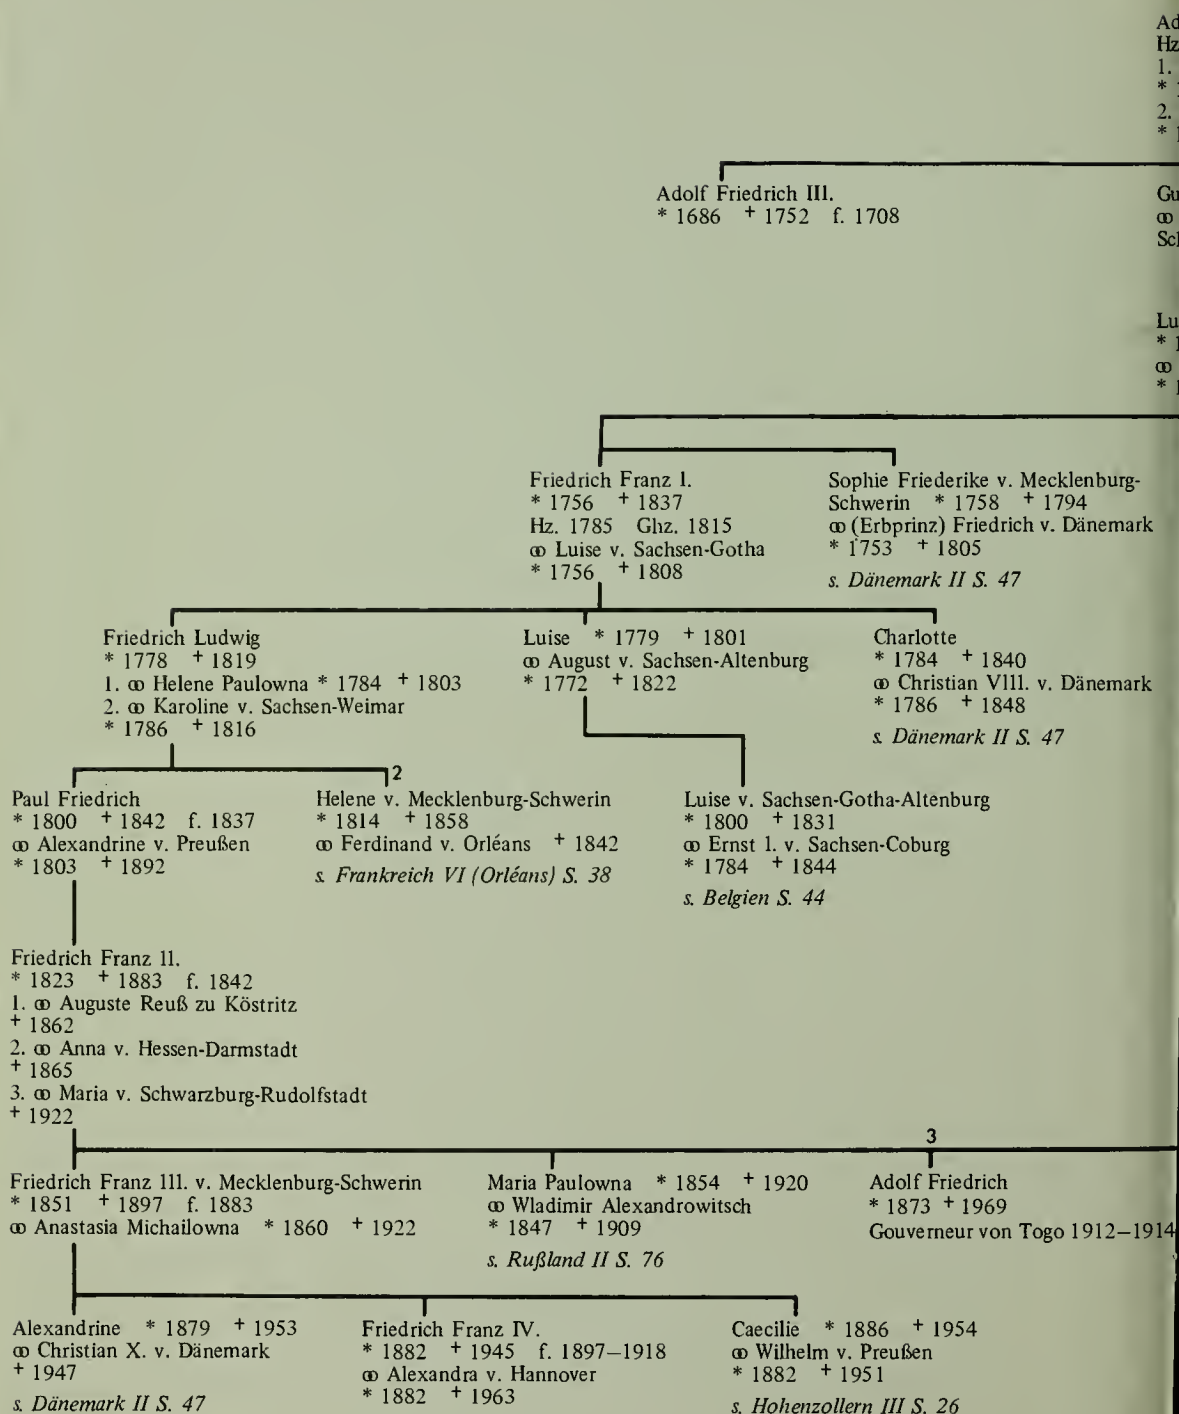 Ad
Hz
1.
*
2.
*
Adolf Friedrich III.
* 1686 + 1752 f. 1708
Gu
⚭
Sc
Lu
*
⚭
*
Friedrich Franz I.
* 1756 + 1837
Hz. 1785 Ghz. 1815
⚭ Luise v. Sachsen-Gotha
* 1756 + 1808
Sophie Friederike v. Mecklenburg-
Schwerin * 1758 + 1794
⚭ (Erbprinz) Friedrich v. Dänemark
* 1753 + 1805
s. Dänemark II S. 47
Friedrich Ludwig
* 1778 + 1819
1. ⚭ Helene Paulowna * 1784 + 1803
2. ⚭ Karoline v. Sachsen-Weimar
* 1786 + 1816
Luise * 1779 + 1801
⚭ August v. Sachsen-Altenburg
* 1772 + 1822
Charlotte
* 1784 + 1840
⚭ Christian VIII. v. Dänemark
* 1786 + 1848
s. Dänemark II S. 47
Paul Friedrich
* 1800 + 1842 f. 1837
⚭ Alexandrine v. Preußen
* 1803 + 1892
2
Helene v. Mecklenburg-Schwerin
* 1814 + 1858
⚭ Ferdinand v. Orléans + 1842
s. Frankreich VI (Orléans) S. 38
Luise v. Sachsen-Gotha-Altenburg
* 1800 + 1831
⚭ Ernst I. v. Sachsen-Coburg
* 1784 + 1844
s. Belgien S. 44
Friedrich Franz II.
* 1823 + 1883 f. 1842
1. ⚭ Auguste Reuß zu Köstritz
+ 1862
2. ⚭ Anna v. Hessen-Darmstadt
+ 1865
3. ⚭ Maria v. Schwarzburg-Rudolfstadt
+ 1922
Friedrich Franz III. v. Mecklenburg-Schwerin
* 1851 + 1897 f. 1883
⚭ Anastasia Michailowna * 1860 + 1922
Maria Paulowna * 1854 + 1920
⚭ Wladimir Alexandrowitsch
* 1847 + 1909
s. Rußland II S. 76
3
Adolf Friedrich
* 1873 + 1969
Gouverneur von Togo 1912–1914
Alexandrine * 1879 + 1953
⚭ Christian X. v. Dänemark
+ 1947
s. Dänemark II S. 47
Friedrich Franz IV.
* 1882 + 1945 f. 1897–1918
⚭ Alexandra v. Hannover
* 1882 + 1963
Caecilie * 1886 + 1954
⚭ Wilhelm v. Preußen
* 1882 + 1951
s. Hohenzollern III S. 26